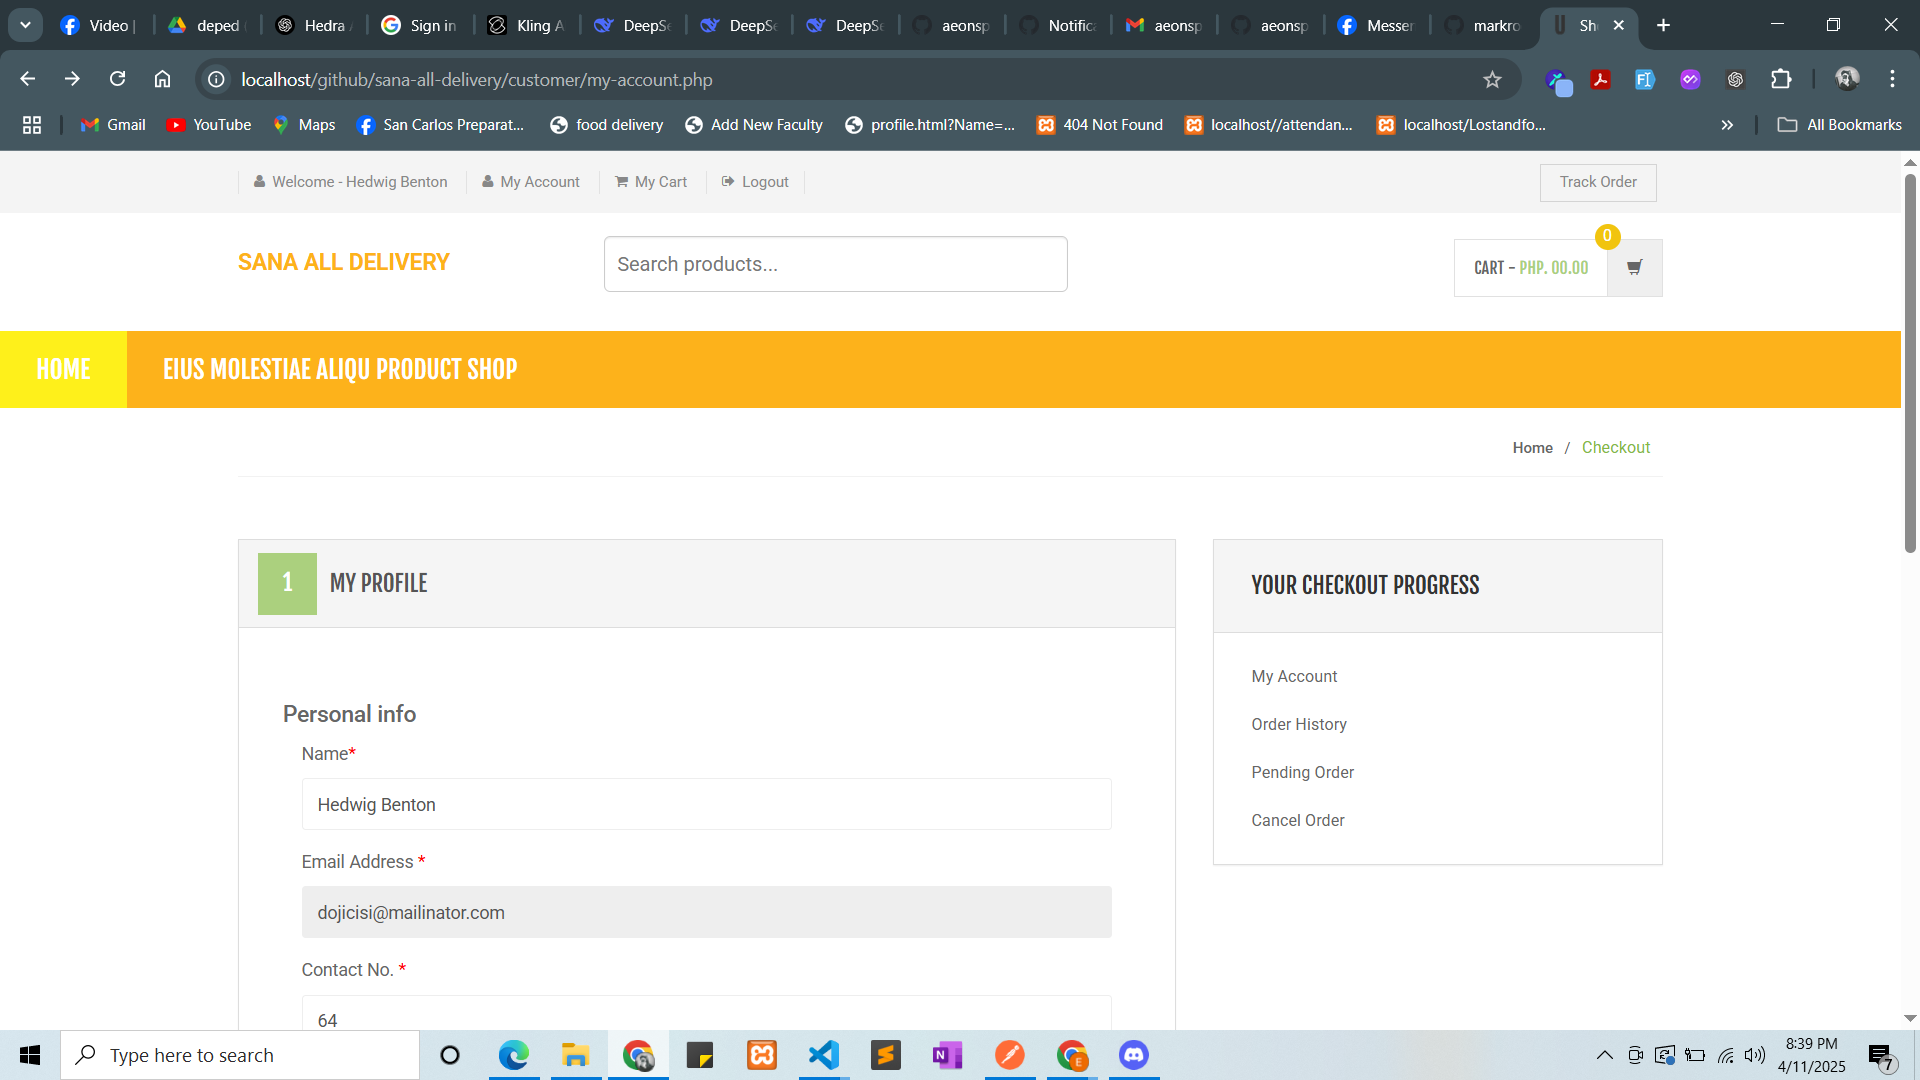 Video |
deped
Hedra
Sign in
Kling A
DeepSe
DeepSe
DeepSe
aeonsp
Notifica
aeonsp
aeonsp
Messen
markro
Sh
localhost/github/sana-all-delivery/customer/my-account.php
Gmail
YouTube
Maps
San Carlos Preparat...
food delivery
Add New Faculty
profile.html?Name=...
404 Not Found
localhost//attendan...
localhost/Lostandfo...
All Bookmarks
Welcome - Hedwig Benton
My Account
My Cart
Logout
Track Order
SANA ALL DELIVERY
Search products...
CART - PHP. 00.00
0
HOME
EIUS MOLESTIAE ALIQU PRODUCT SHOP
Home / Checkout
1 MY PROFILE
Personal info
Name*
Hedwig Benton
Email Address *
dojicisi@mailinator.com
Contact No. *
64
YOUR CHECKOUT PROGRESS
My Account
Order History
Pending Order
Cancel Order
Type here to search
8:39 PM
4/11/2025
7